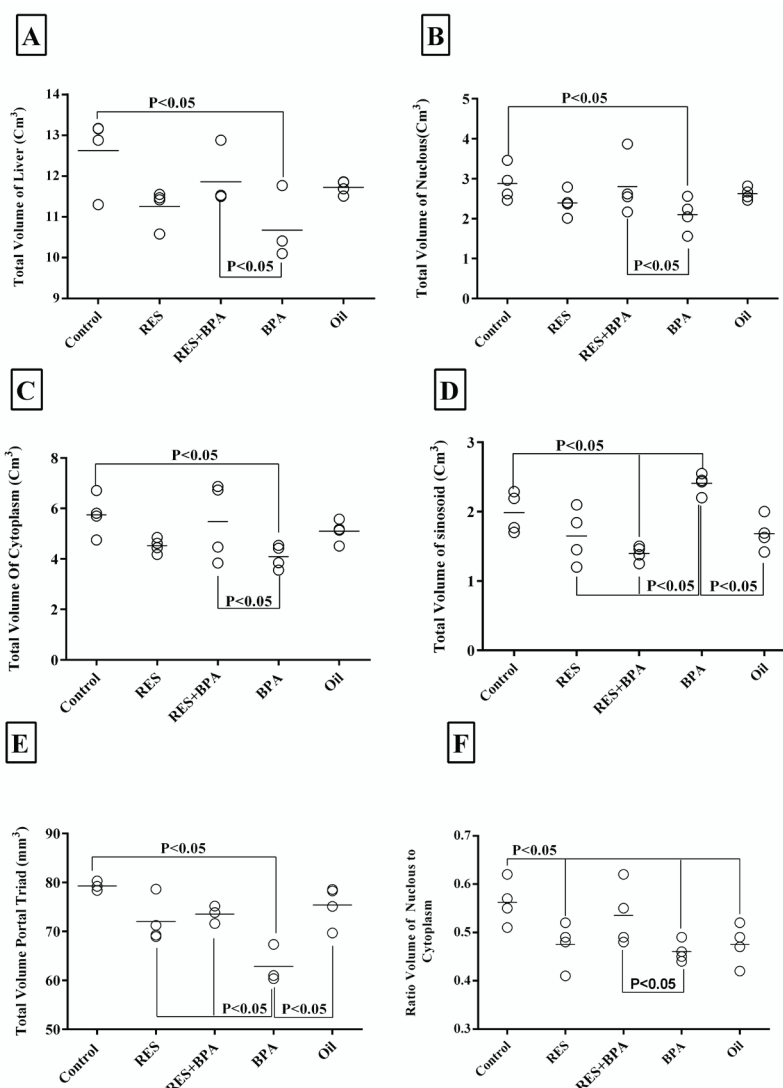 A
Total Volume of Liver (Cm³)
14
13
12
11
10
9
P<0.05
P<0.05
Control
RES
RES+BPA
BPA
Oil
B
Total Volume of Nuclous(Cm³)
5
4
3
2
1
0
P<0.05
P<0.05
Control
RES
RES+BPA
BPA
Oil
C
Total Volume Of Cytoplasm (Cm³)
8
6
4
2
0
P<0.05
P<0.05
Control
RES
RES+BPA
BPA
Oil
D
Total Volume of sinosoid (Cm³)
3
2
1
0
P<0.05
P<0.05
P<0.05
Control
RES
RES+BPA
BPA
Oil
E
Total Volume Portal Triad (mm³)
90
80
70
60
50
P<0.05
P<0.05
P<0.05
Control
RES
RES+BPA
BPA
Oil
F
Ratio Volume of Nuclous to
Cytoplasm
0.7
0.6
0.5
0.4
0.3
P<0.05
P<0.05
Control
RES
RES+BPA
BPA
Oil